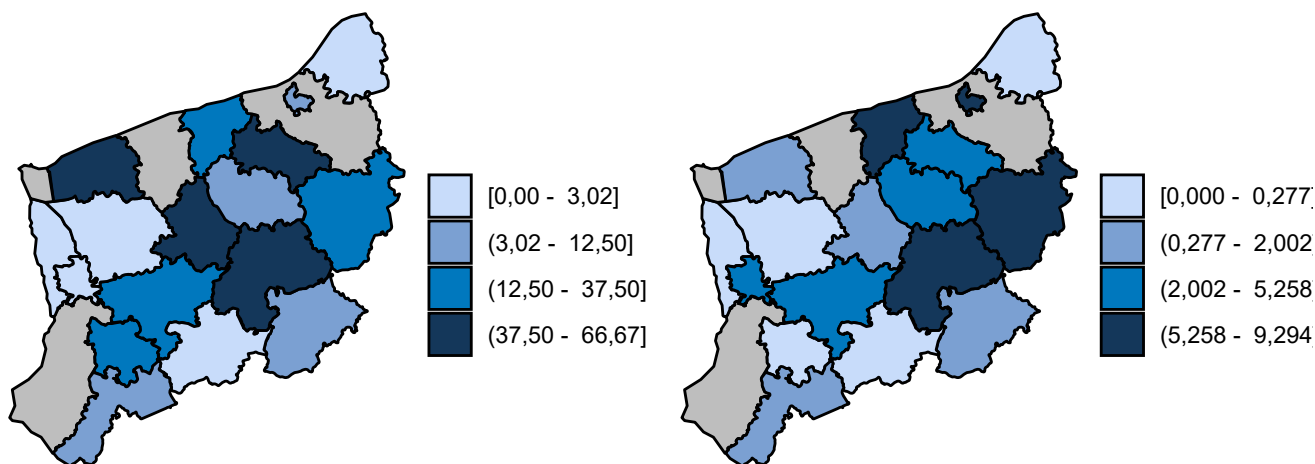 [0,00 - 3,02]
(3,02 - 12,50]
(12,50 - 37,50]
(37,50 - 66,67]
[0,000 - 0,277]
(0,277 - 2,002]
(2,002 - 5,258]
(5,258 - 9,294]